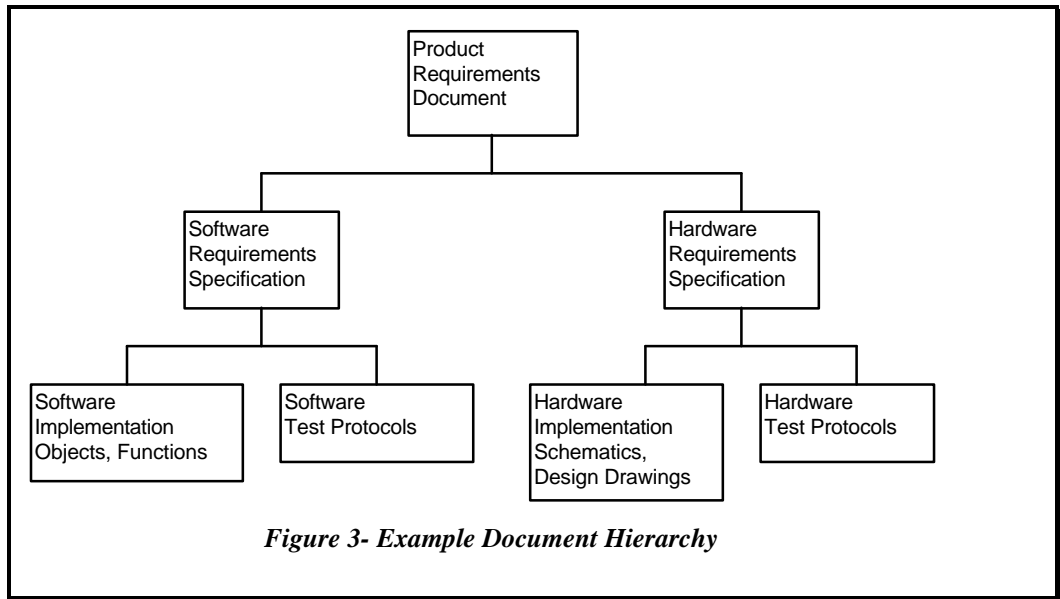 Product
Requirements
Document
Software
Requirements
Specification
Hardware
Requirements
Specification
Software
Implementation
Objects, Functions
Software
Test Protocols
Hardware
Implementation
Schematics,
Design Drawings
Hardware
Test Protocols
Figure 3- Example Document Hierarchy